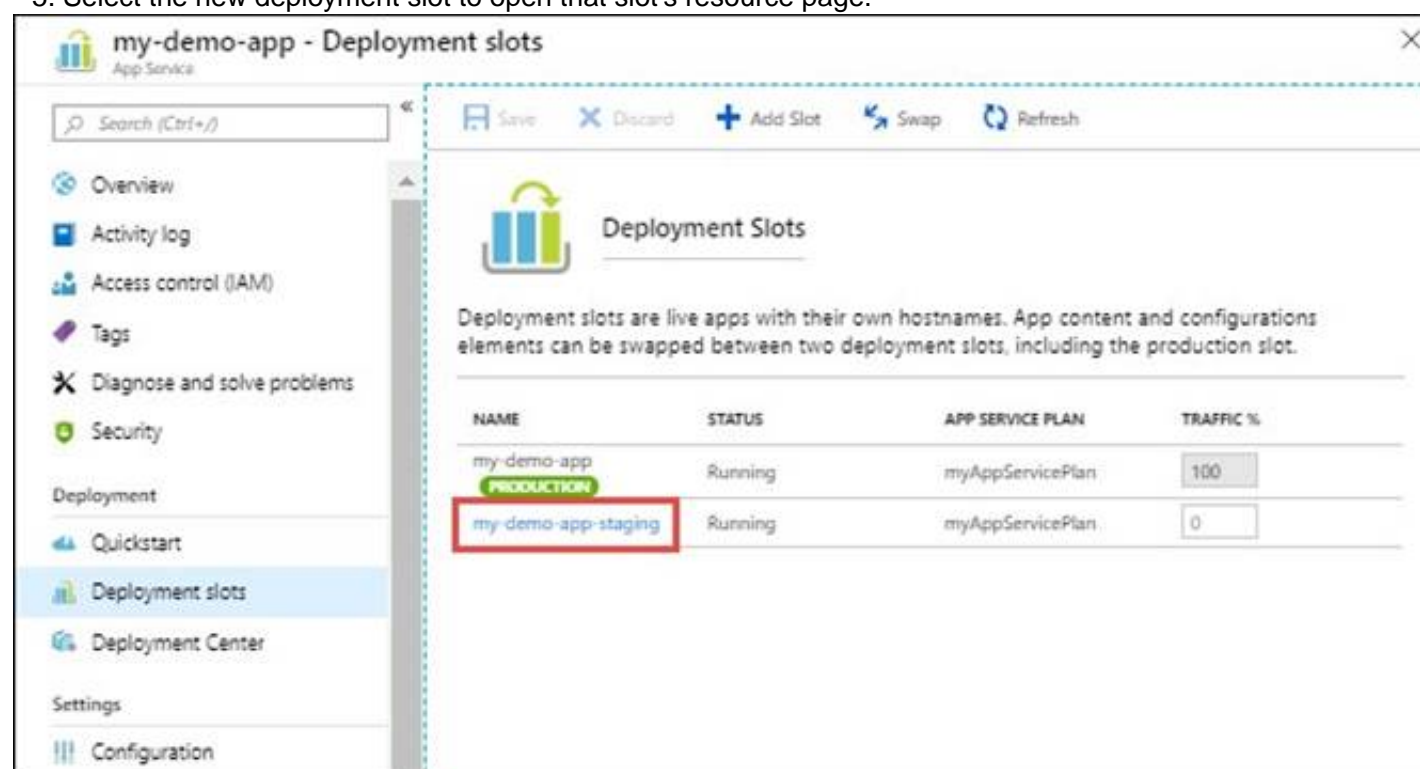 5. Select the new deployment slot to open that slot's resource page.
my-demo-app - Deployment slots
App Service
Search (Ctrl+/)
Overview
Activity log
Access control (IAM)
Tags
Diagnose and solve problems
Security
Deployment
Quickstart
Deployment slots
Deployment Center
Settings
Configuration
Save Discard Add Slot Swap Refresh
Deployment Slots
Deployment slots are live apps with their own hostnames. App content and configurations
elements can be swapped between two deployment slots, including the production slot.
NAME STATUS APP SERVICE PLAN TRAFFIC %
my-demo-app Running myAppServicePlan 100
PRODUCTION
my-demo-app-staging Running myAppServicePlan 0